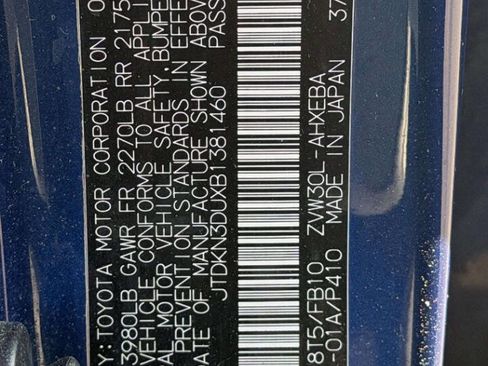 Y:TOYOTA MOTOR CORPORATION 0
3980LB GAWR FR 2270LB RR 2175
VEHICLE CONFORMS TO ALL APPLI
AL MOTOR VEHICLE SAFETY, BUMPE
PREVENTION STANDARDS IN EFFE
ATE OF MANUFACTURE SHOWN ABOV
JTDKN3DUXB1381460 PASS
8T5/FB10 ZVW30L-AHXEBA
-01A/P410 MADE IN JAPAN 37